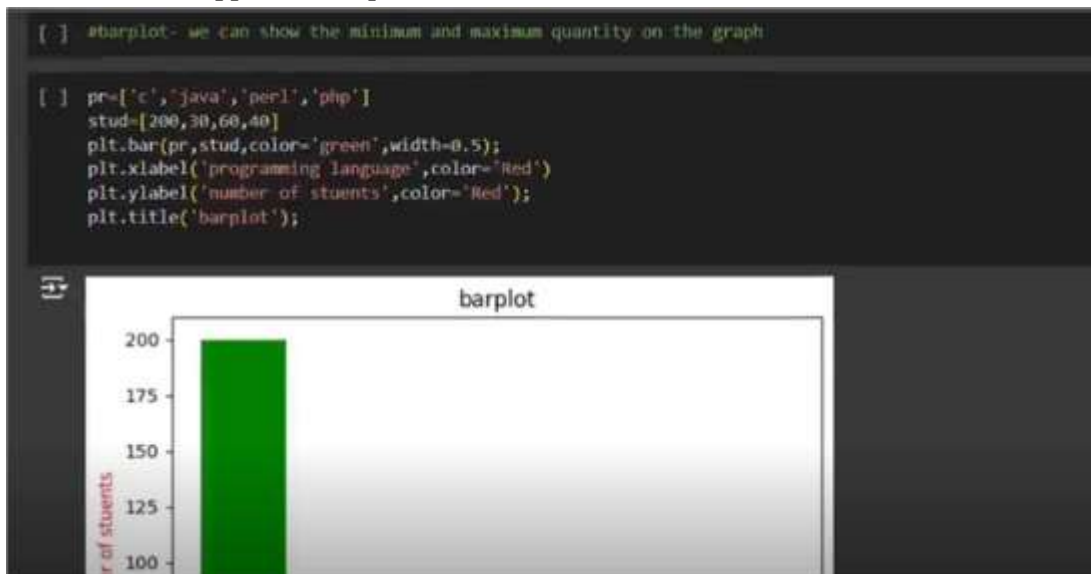 [ ] #barplot- we can show the minimum and maximum quantity on the graph
[ ] pr=['c','java','perl','php']
stud=[200,30,60,40]
plt.bar(pr,stud,color='green',width=0.5);
plt.xlabel('programming language',color='Red')
plt.ylabel('number of stuents',color='Red');
plt.title('barplot');
barplot
200
175
150
125
100
r of stuents